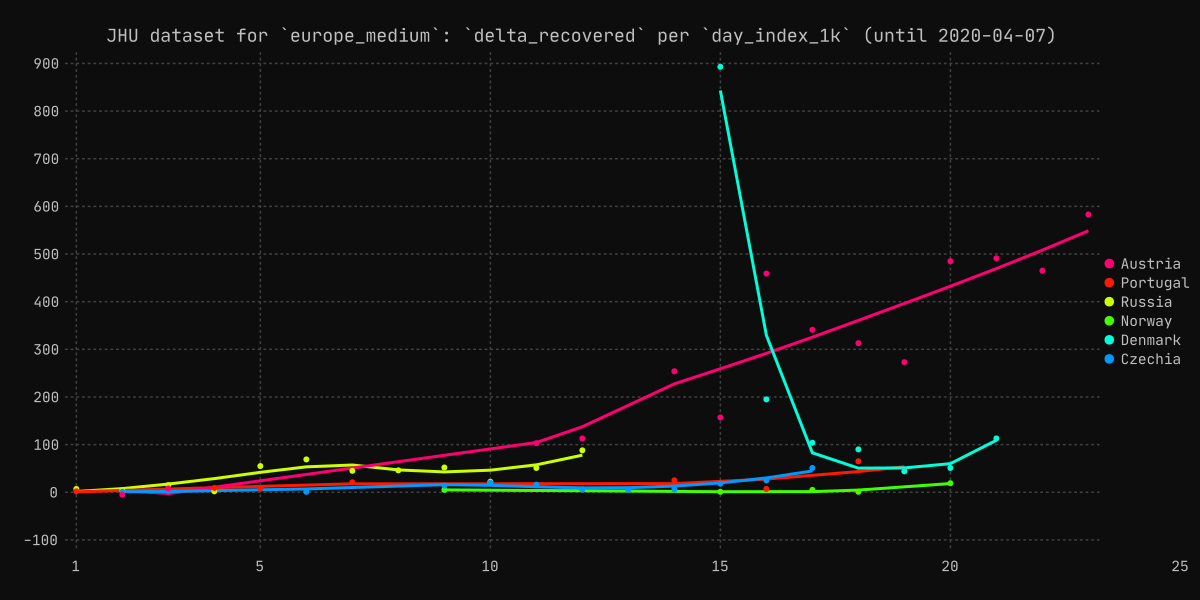 JHU dataset for `europe_medium`: `delta_recovered` per `day_index_1k` (until 2020-04-07)
900
800
700
600
500
400
300
200
100
0
-100
1 5 10 15 20 25
Austria
Portugal
Russia
Norway
Denmark
Czechia